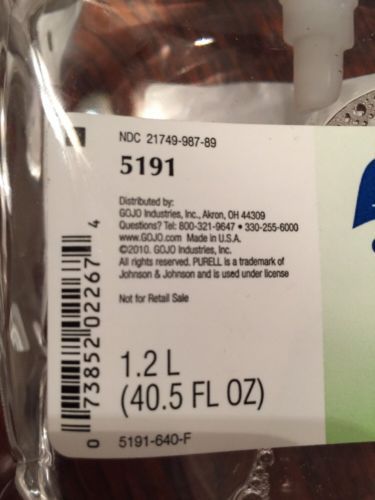 NDC 21749-987-89
5191
Distributed by:
GOJO Industries, Inc., Akron, OH 44309
Questions? Tel: 800-321-9647 • 330-255-6000
www.GOJO.com Made in U.S.A.
©2010. GOJO Industries, Inc.
All rights reserved. PURELL is a trademark of
Johnson & Johnson and is used under license
Not for Retail Sale
1.2 L
(40.5 FL OZ)
5191-640-F
0 73852 02267 4